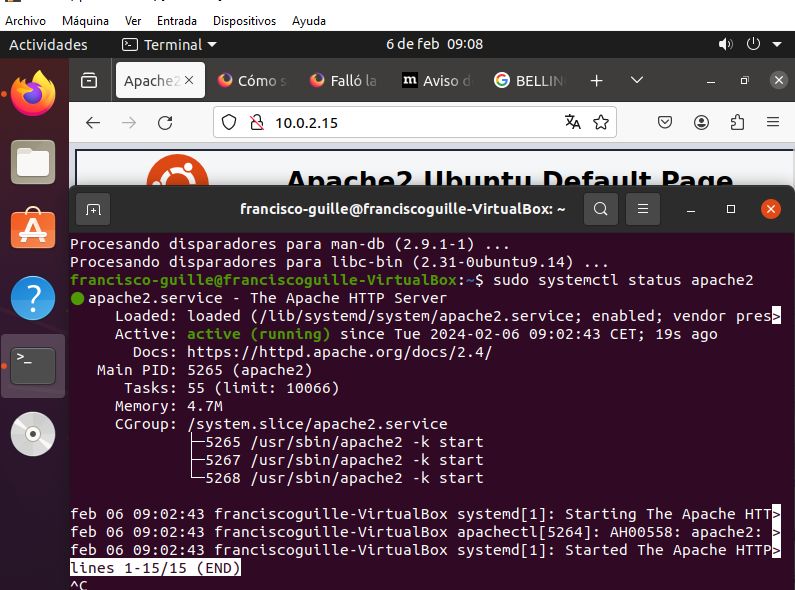 Archivo Máquina Ver Entrada Dispositivos Ayuda
Actividades Terminal 6 de feb 09:08
Apache2 Cómo s Falló la Aviso d BELLIN
10.0.2.15
Apache2 Ubuntu Default Page
francisco-guille@franciscoguille-VirtualBox: ~
Procesando disparadores para man-db (2.9.1-1) ...
Procesando disparadores para libc-bin (2.31-0ubuntu9.14) ...
francisco-guille@franciscoguille-VirtualBox:~$ sudo systemctl status apache2
● apache2.service - The Apache HTTP Server
Loaded: loaded (/lib/systemd/system/apache2.service; enabled; vendor pres>
Active: active (running) since Tue 2024-02-06 09:02:43 CET; 19s ago
Docs: https://httpd.apache.org/docs/2.4/
Main PID: 5265 (apache2)
Tasks: 55 (limit: 10066)
Memory: 4.7M
CGroup: /system.slice/apache2.service
├─5265 /usr/sbin/apache2 -k start
├─5267 /usr/sbin/apache2 -k start
└─5268 /usr/sbin/apache2 -k start
feb 06 09:02:43 franciscoguille-VirtualBox systemd[1]: Starting The Apache HTT>
feb 06 09:02:43 franciscoguille-VirtualBox apachectl[5264]: AH00558: apache2: >
feb 06 09:02:43 franciscoguille-VirtualBox systemd[1]: Started The Apache HTTP>
lines 1-15/15 (END)
^C